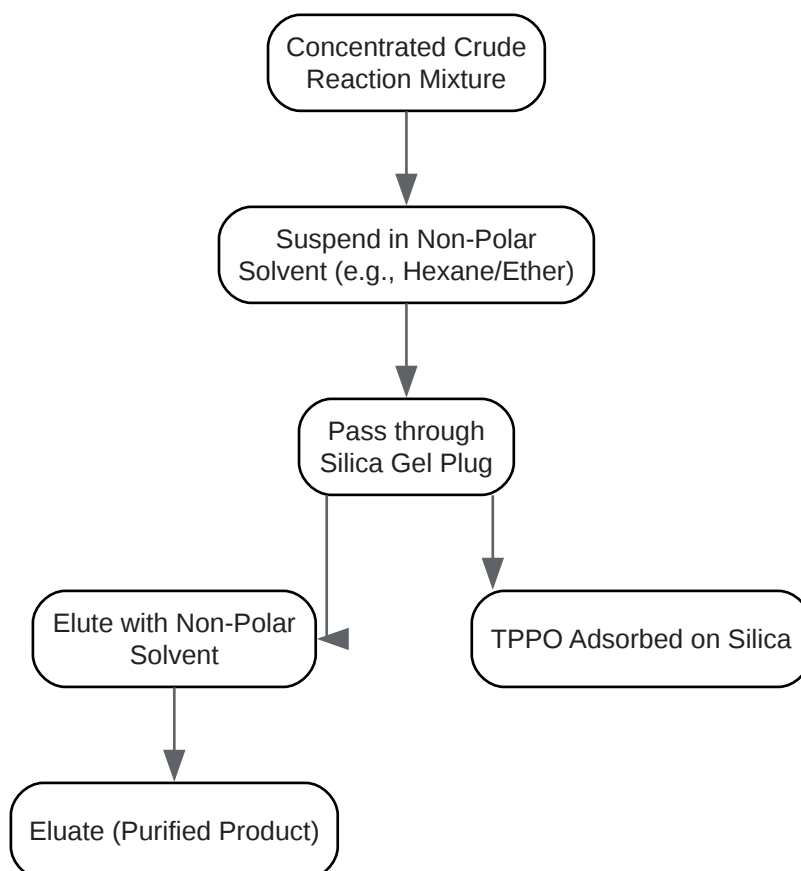 Concentrated Crude
Reaction Mixture
Suspend in Non-Polar
Solvent (e.g., Hexane/Ether)
Pass through
Silica Gel Plug
Elute with Non-Polar
Solvent
TPPO Adsorbed on Silica
Eluate (Purified Product)